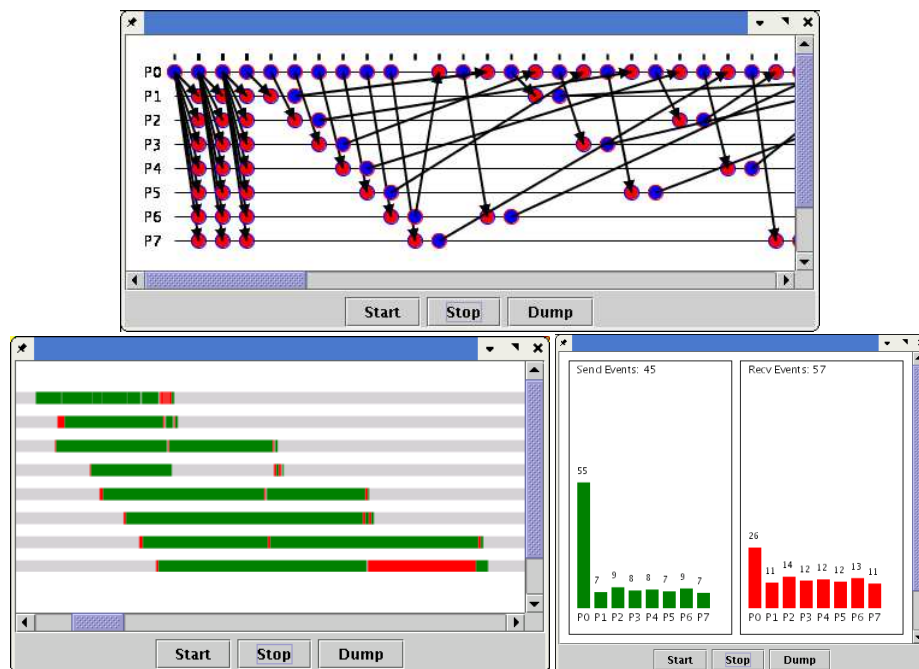 P0
P1
P2
P3
P4
P5
P6
P7
Start Stop Dump
Start Stop Dump
Send Events: 45
55
7 9 8 8 7 9 7
P0 P1 P2 P3 P4 P5 P6 P7
Recv Events: 57
26
11 14 12 12 12 13 11
P0 P1 P2 P3 P4 P5 P6 P7
Start Stop Dump